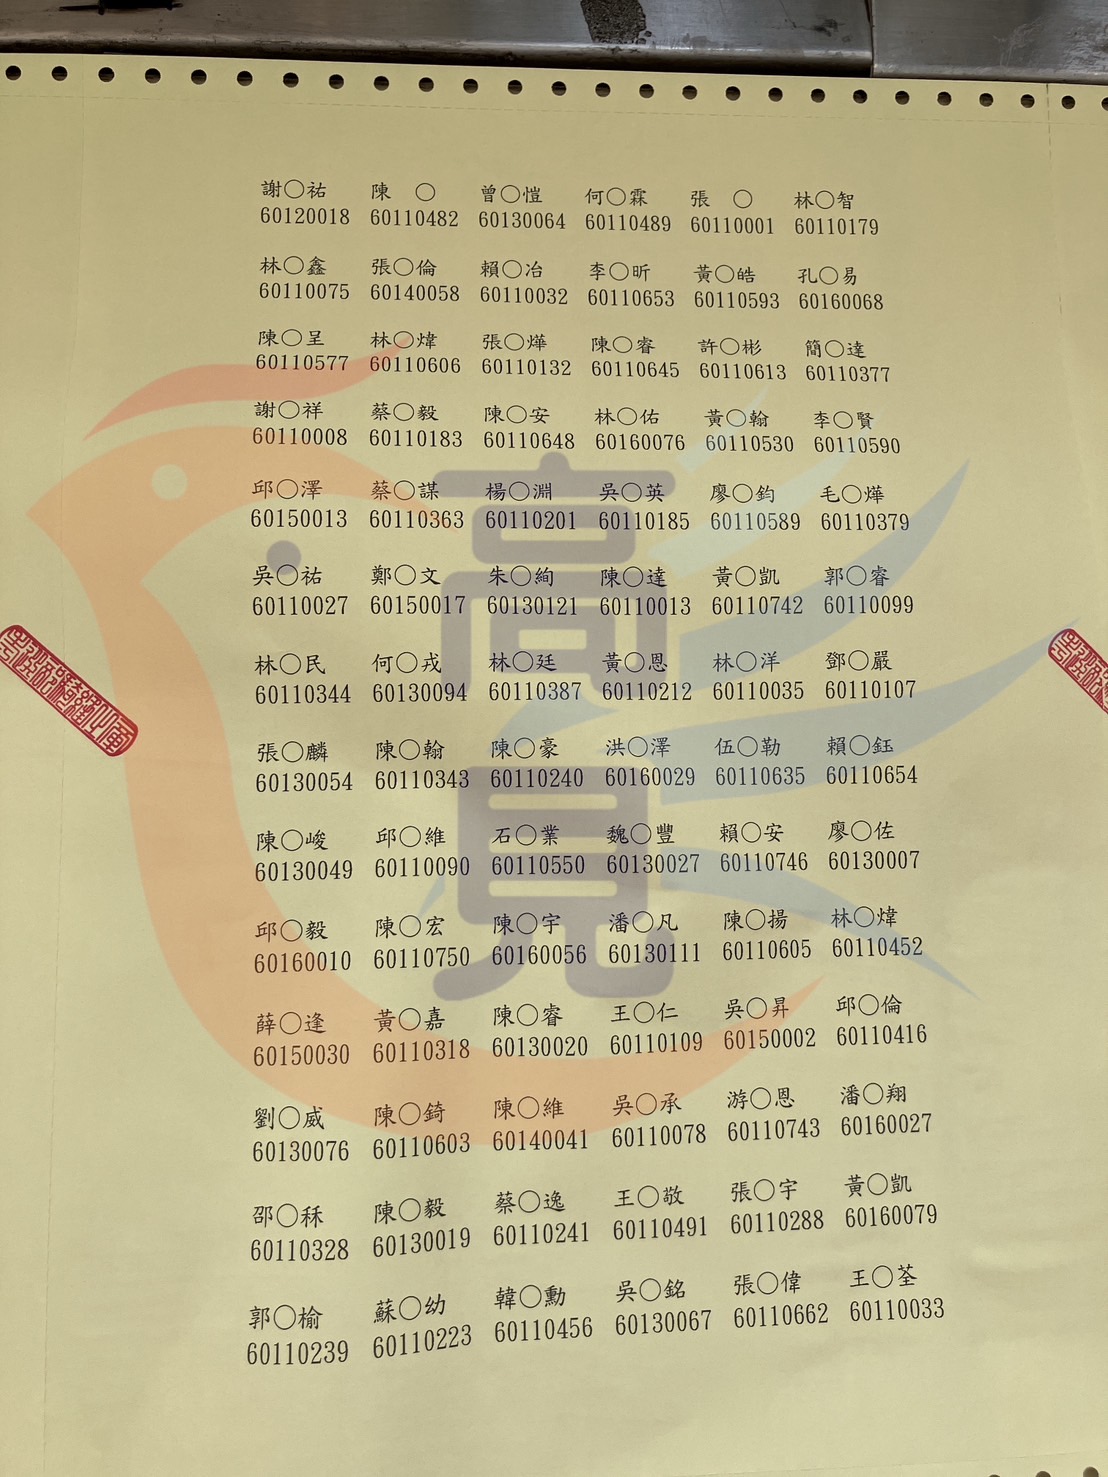 謝○祐 陳 ○ 曾○愷 何○霖 張 ○ 林○智
60120018 60110482 60130064 60110489 60110001 60110179
林○鑫 張○倫 賴○冶 李○昕 黃○皓 孔○易
60110075 60140058 60110032 60110653 60110593 60160068
陳○呈 林○煒 張○燁 陳○睿 許○彬 簡○達
60110577 60110606 60110132 60110645 60110613 60110377
謝○祥 蔡○毅 陳○安 林○佑 黃○翰 李○賢
60110008 60110183 60110648 60160076 60110530 60110590
邱○澤 蔡○謀 楊○淵 吳○英 廖○鈞 毛○燁
60150013 60110363 60110201 60110185 60110589 60110379
吳○祐 鄭○文 朱○絢 陳○達 黃○凱 郭○睿
60110027 60150017 60130121 60110013 60110742 60110099
林○民 何○戎 林○廷 黃○恩 林○洋 鄧○嚴
60110344 60130094 60110387 60110212 60110035 60110107
張○麟 陳○翰 陳○豪 洪○澤 伍○勒 賴○鈺
60130054 60110343 60110240 60160029 60110635 60110654
陳○峻 邱○維 石○業 魏○豐 賴○安 廖○佐
60130049 60110090 60110550 60130027 60110746 60130007
邱○毅 陳○宏 陳○宇 潘○凡 陳○揚 林○煒
60160010 60110750 60160056 60130111 60110605 60110452
薛○逢 黃○嘉 陳○睿 王○仁 吳○昇 邱○倫
60150030 60110318 60130020 60110109 60150002 60110416
劉○威 陳○錡 陳○維 吳○承 游○恩 潘○翔
60130076 60110603 60140041 60110078 60110743 60160027
邵○秝 陳○毅 蔡○逸 王○敬 張○宇 黃○凱
60110328 60130019 60110241 60110491 60110288 60160079
郭○榆 蘇○幼 韓○勳 吳○銘 張○偉 王○荃
60110239 60110223 60110456 60130067 60110662 60110033